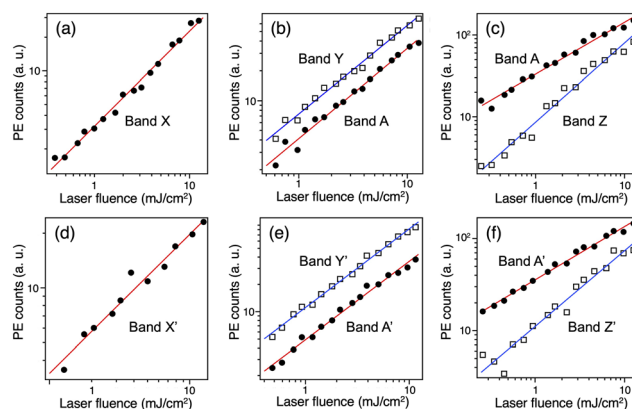 (a)
PE counts (a. u.)
10
Band X
1
10
Laser fluence (mJ/cm²)
(b)
PE counts (a. u.)
10
Band Y
Band A
1
10
Laser fluence (mJ/cm²)
(c)
PE counts (a. u.)
10²
10
Band A
Band Z
1
10
Laser fluence (mJ/cm²)
(d)
PE counts (a. u.)
10
Band X'
1
10
Laser fluence (mJ/cm²)
(e)
PE counts (a. u.)
10
Band Y'
Band A'
1
10
Laser fluence (mJ/cm²)
(f)
PE counts (a. u.)
10²
10
Band A'
Band Z'
1
10
Laser fluence (mJ/cm²)